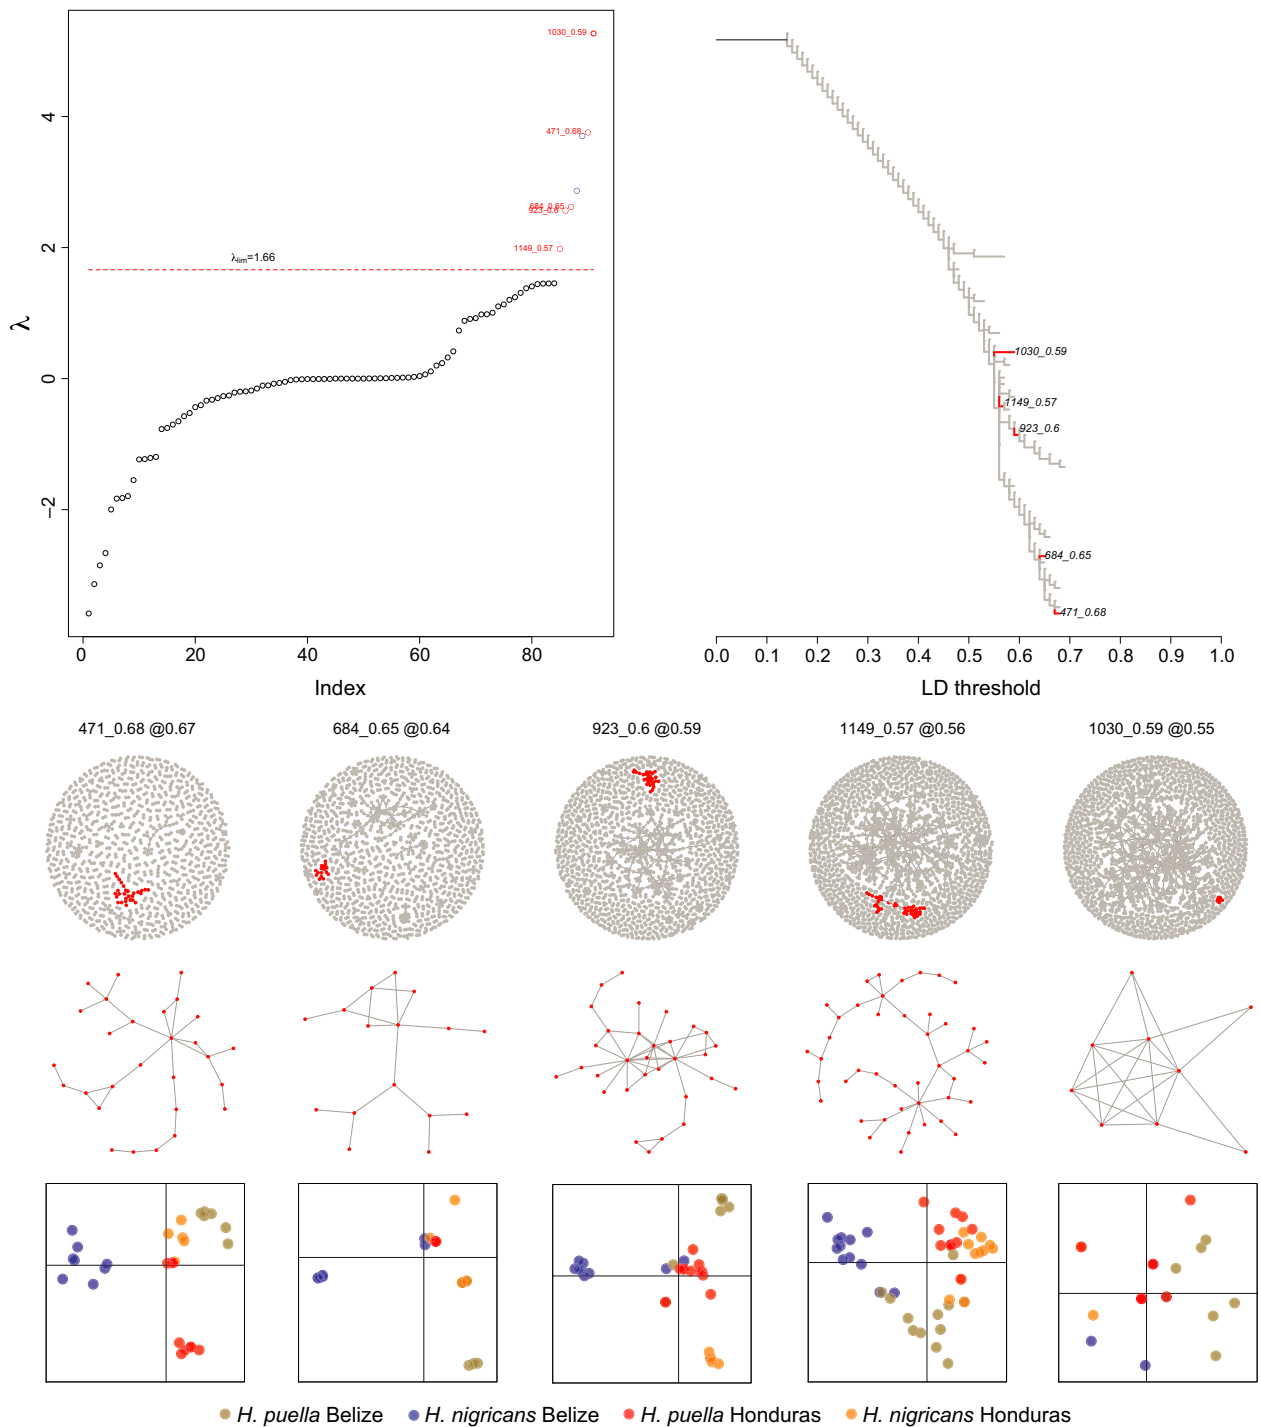 1030_0.59
4
471_0.68
684_0.65
923_0.6
2
1149_0.57
λlim=1.66
λ
0
−2
0 20 40 60 80
Index
1030_0.59
1149_0.57
923_0.6
684_0.65
471_0.68
0.0 0.1 0.2 0.3 0.4 0.5 0.6 0.7 0.8 0.9 1.0
LD threshold
471_0.68 @0.67 684_0.65 @0.64 923_0.6 @0.59 1149_0.57 @0.56 1030_0.59 @0.55
H. puella Belize H. nigricans Belize H. puella Honduras H. nigricans Honduras